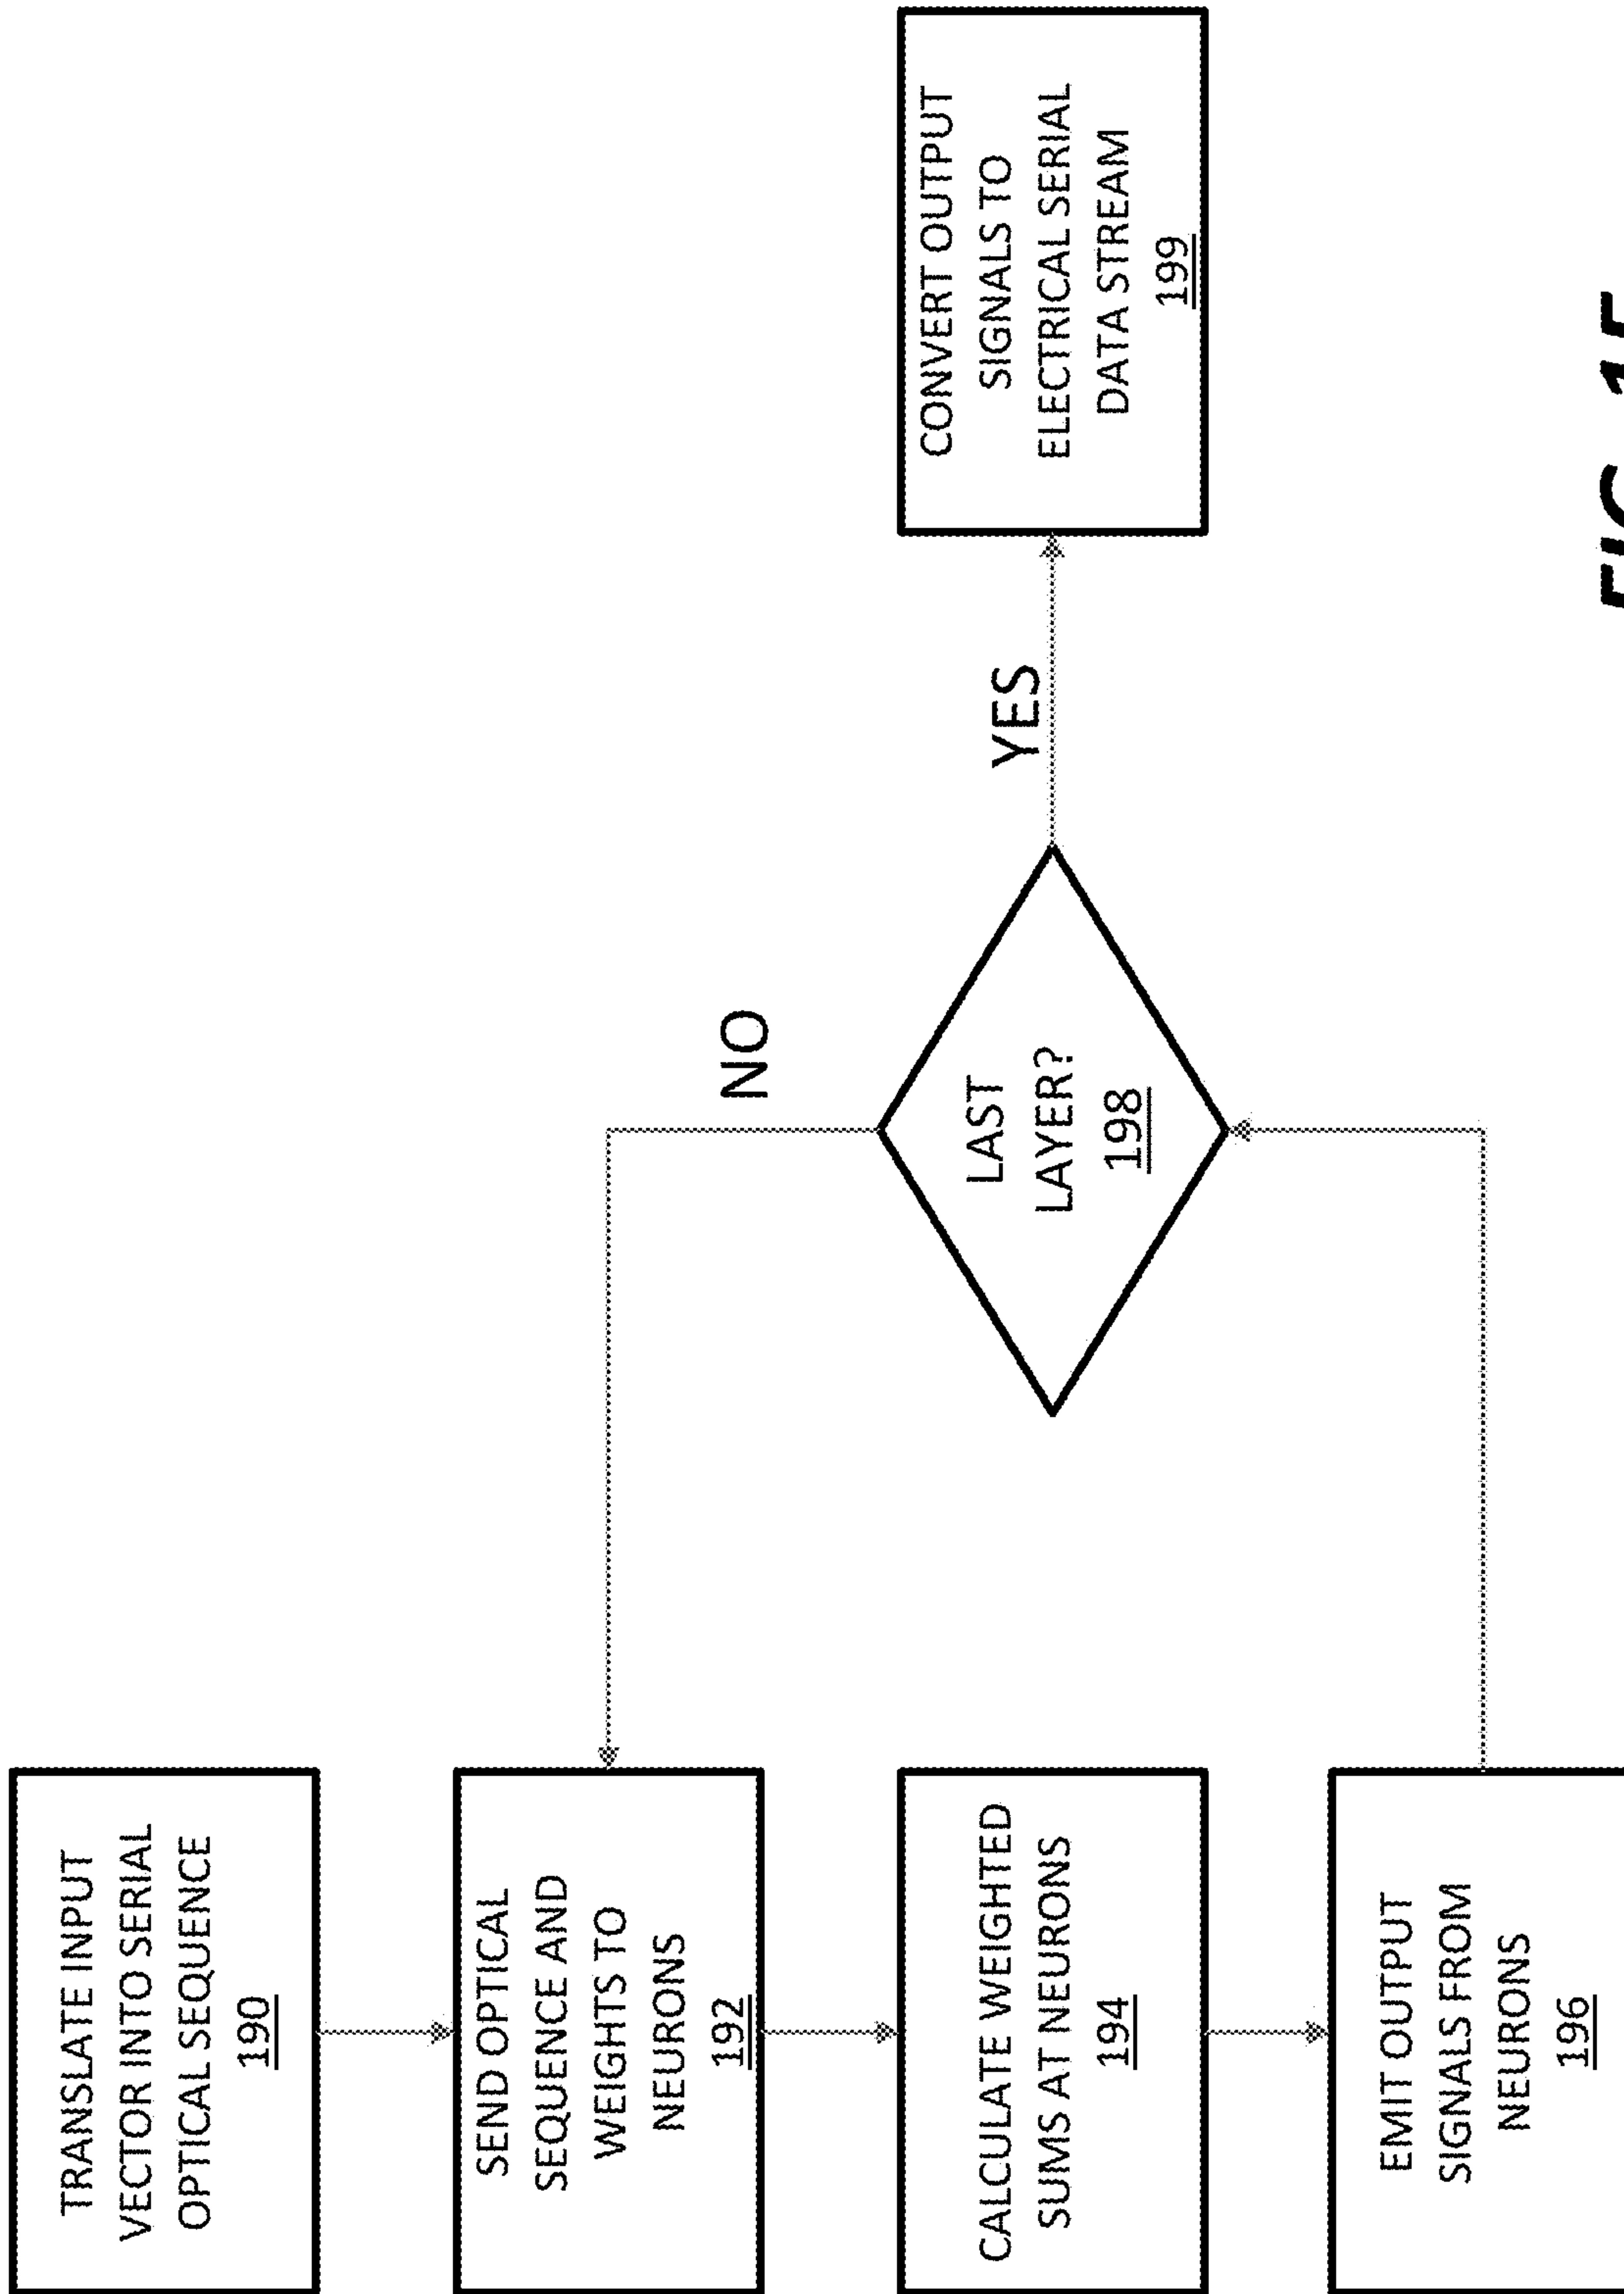 TRANSLATE INPUT
VECTOR INTO SERIAL
OPTICAL SEQUENCE
190
SEND OPTICAL
SEQUENCE AND
WEIGHTS TO
NEURONS
192
CALCULATE WEIGHTED
SUMS AT NEURONS
194
EMIT OUTPUT
SIGNALS FROM
NEURONS
196
NO
LAST
LAYER?
198
YES
CONVERT OUTPUT
SIGNALS TO
ELECTRICAL SERIAL
DATA STREAM
199
FIG.